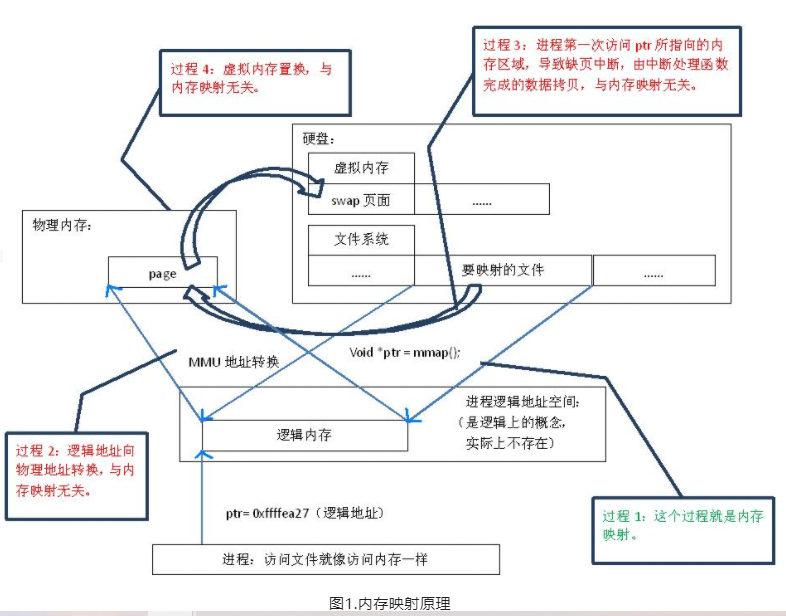 过程 4：虚拟内存置换，与
内存映射无关。
过程 3：进程第一次访问 ptr 所指向的内
存区域，导致缺页中断，由中断处理函数
完成的数据拷贝，与内存映射无关。
硬盘：
虚拟内存
swap 页面
......
物理内存：
文件系统
page
......
要映射的文件
......
MMU 地址转换
Void *ptr = mmap();
进程逻辑地址空间：
（是逻辑上的概念，
实际上不存在）
逻辑内存
过程 2：逻辑地址向
物理地址转换，与内
存映射无关。
ptr= 0xffffea27（逻辑地址）
过程 1：这个过程就是内存
映射。
进程：访问文件就像访问内存一样
图1.内存映射原理